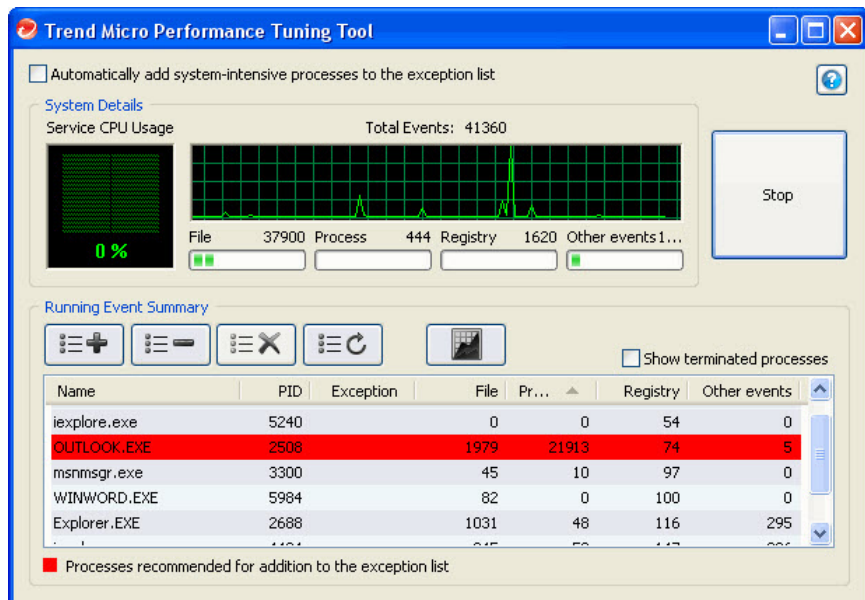 Trend Micro Performance Tuning Tool
Automatically add system-intensive processes to the exception list
System Details
Service CPU Usage
Total Events: 41360
0 %
File 37900 Process 444 Registry 1620 Other events1...
Stop
Running Event Summary
Show terminated processes
Name PID Exception File Pr... Registry Other events
iexplore.exe 5240 0 0 54 0
OUTLOOK.EXE 2508 1979 21913 74 5
msnmsgr.exe 3300 45 10 97 0
WINWORD.EXE 5984 82 0 100 0
Explorer.EXE 2688 1031 48 116 295
Processes recommended for addition to the exception list